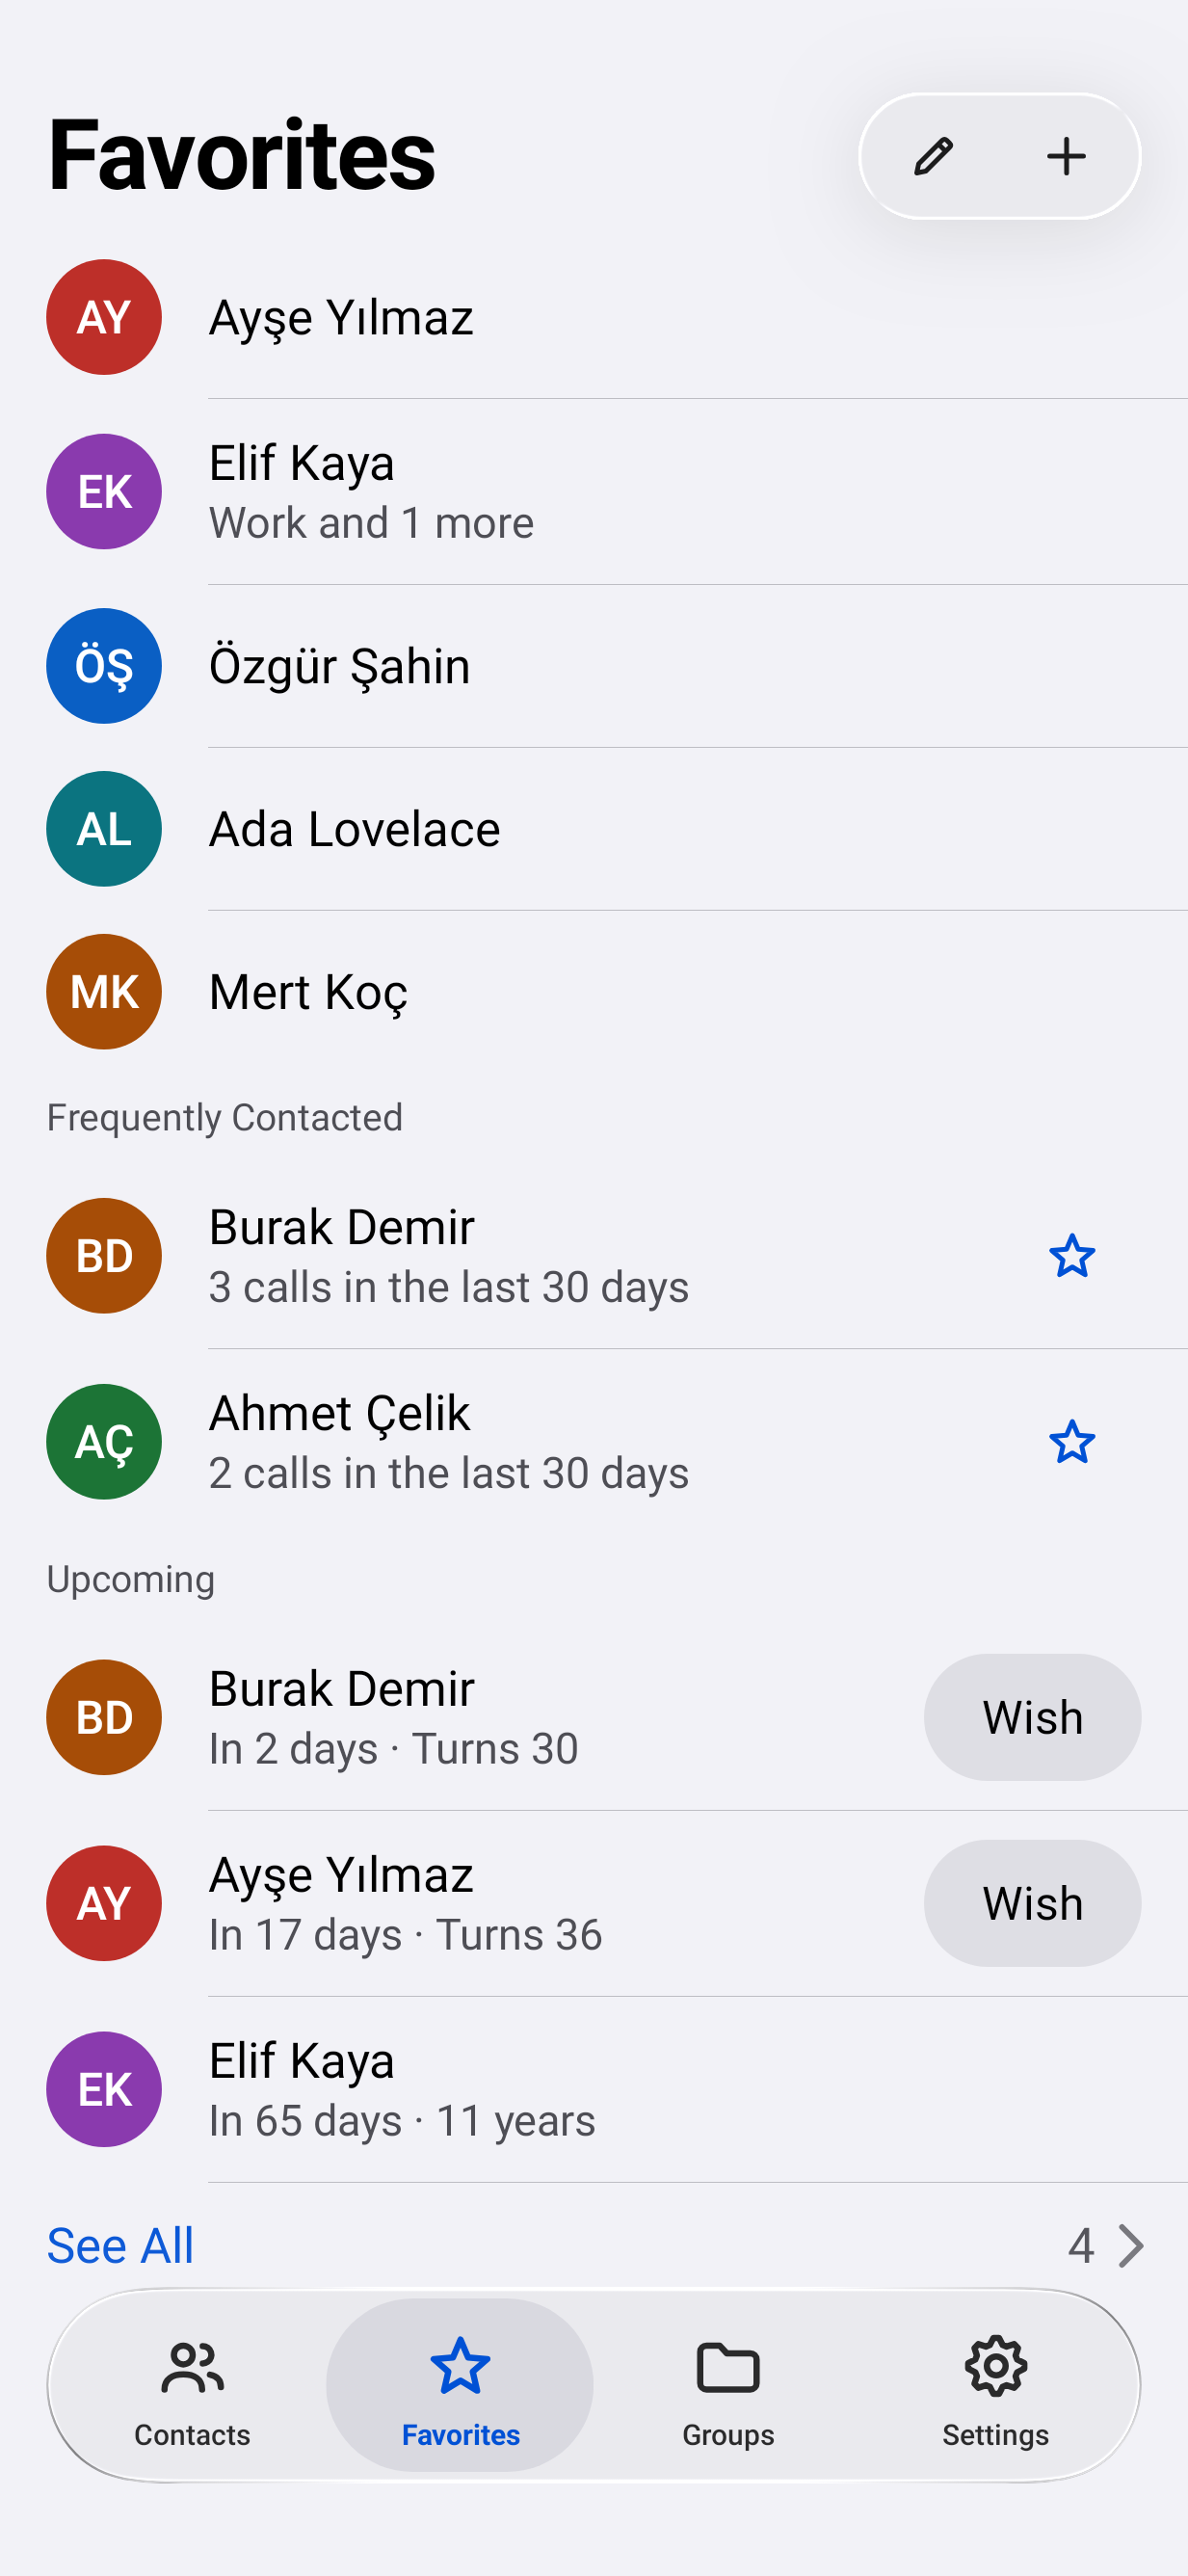 Favorites
AY
Ayşe Yılmaz
EK
Elif Kaya
Work and 1 more
ÖŞ
Özgür Şahin
AL
Ada Lovelace
MK
Mert Koç
Frequently Contacted
BD
Burak Demir
3 calls in the last 30 days
AÇ
Ahmet Çelik
2 calls in the last 30 days
Upcoming
BD
Burak Demir
In 2 days · Turns 30
Wish
AY
Ayşe Yılmaz
In 17 days · Turns 36
Wish
EK
Elif Kaya
In 65 days · 11 years
See All 4
Contacts Favorites Groups Settings